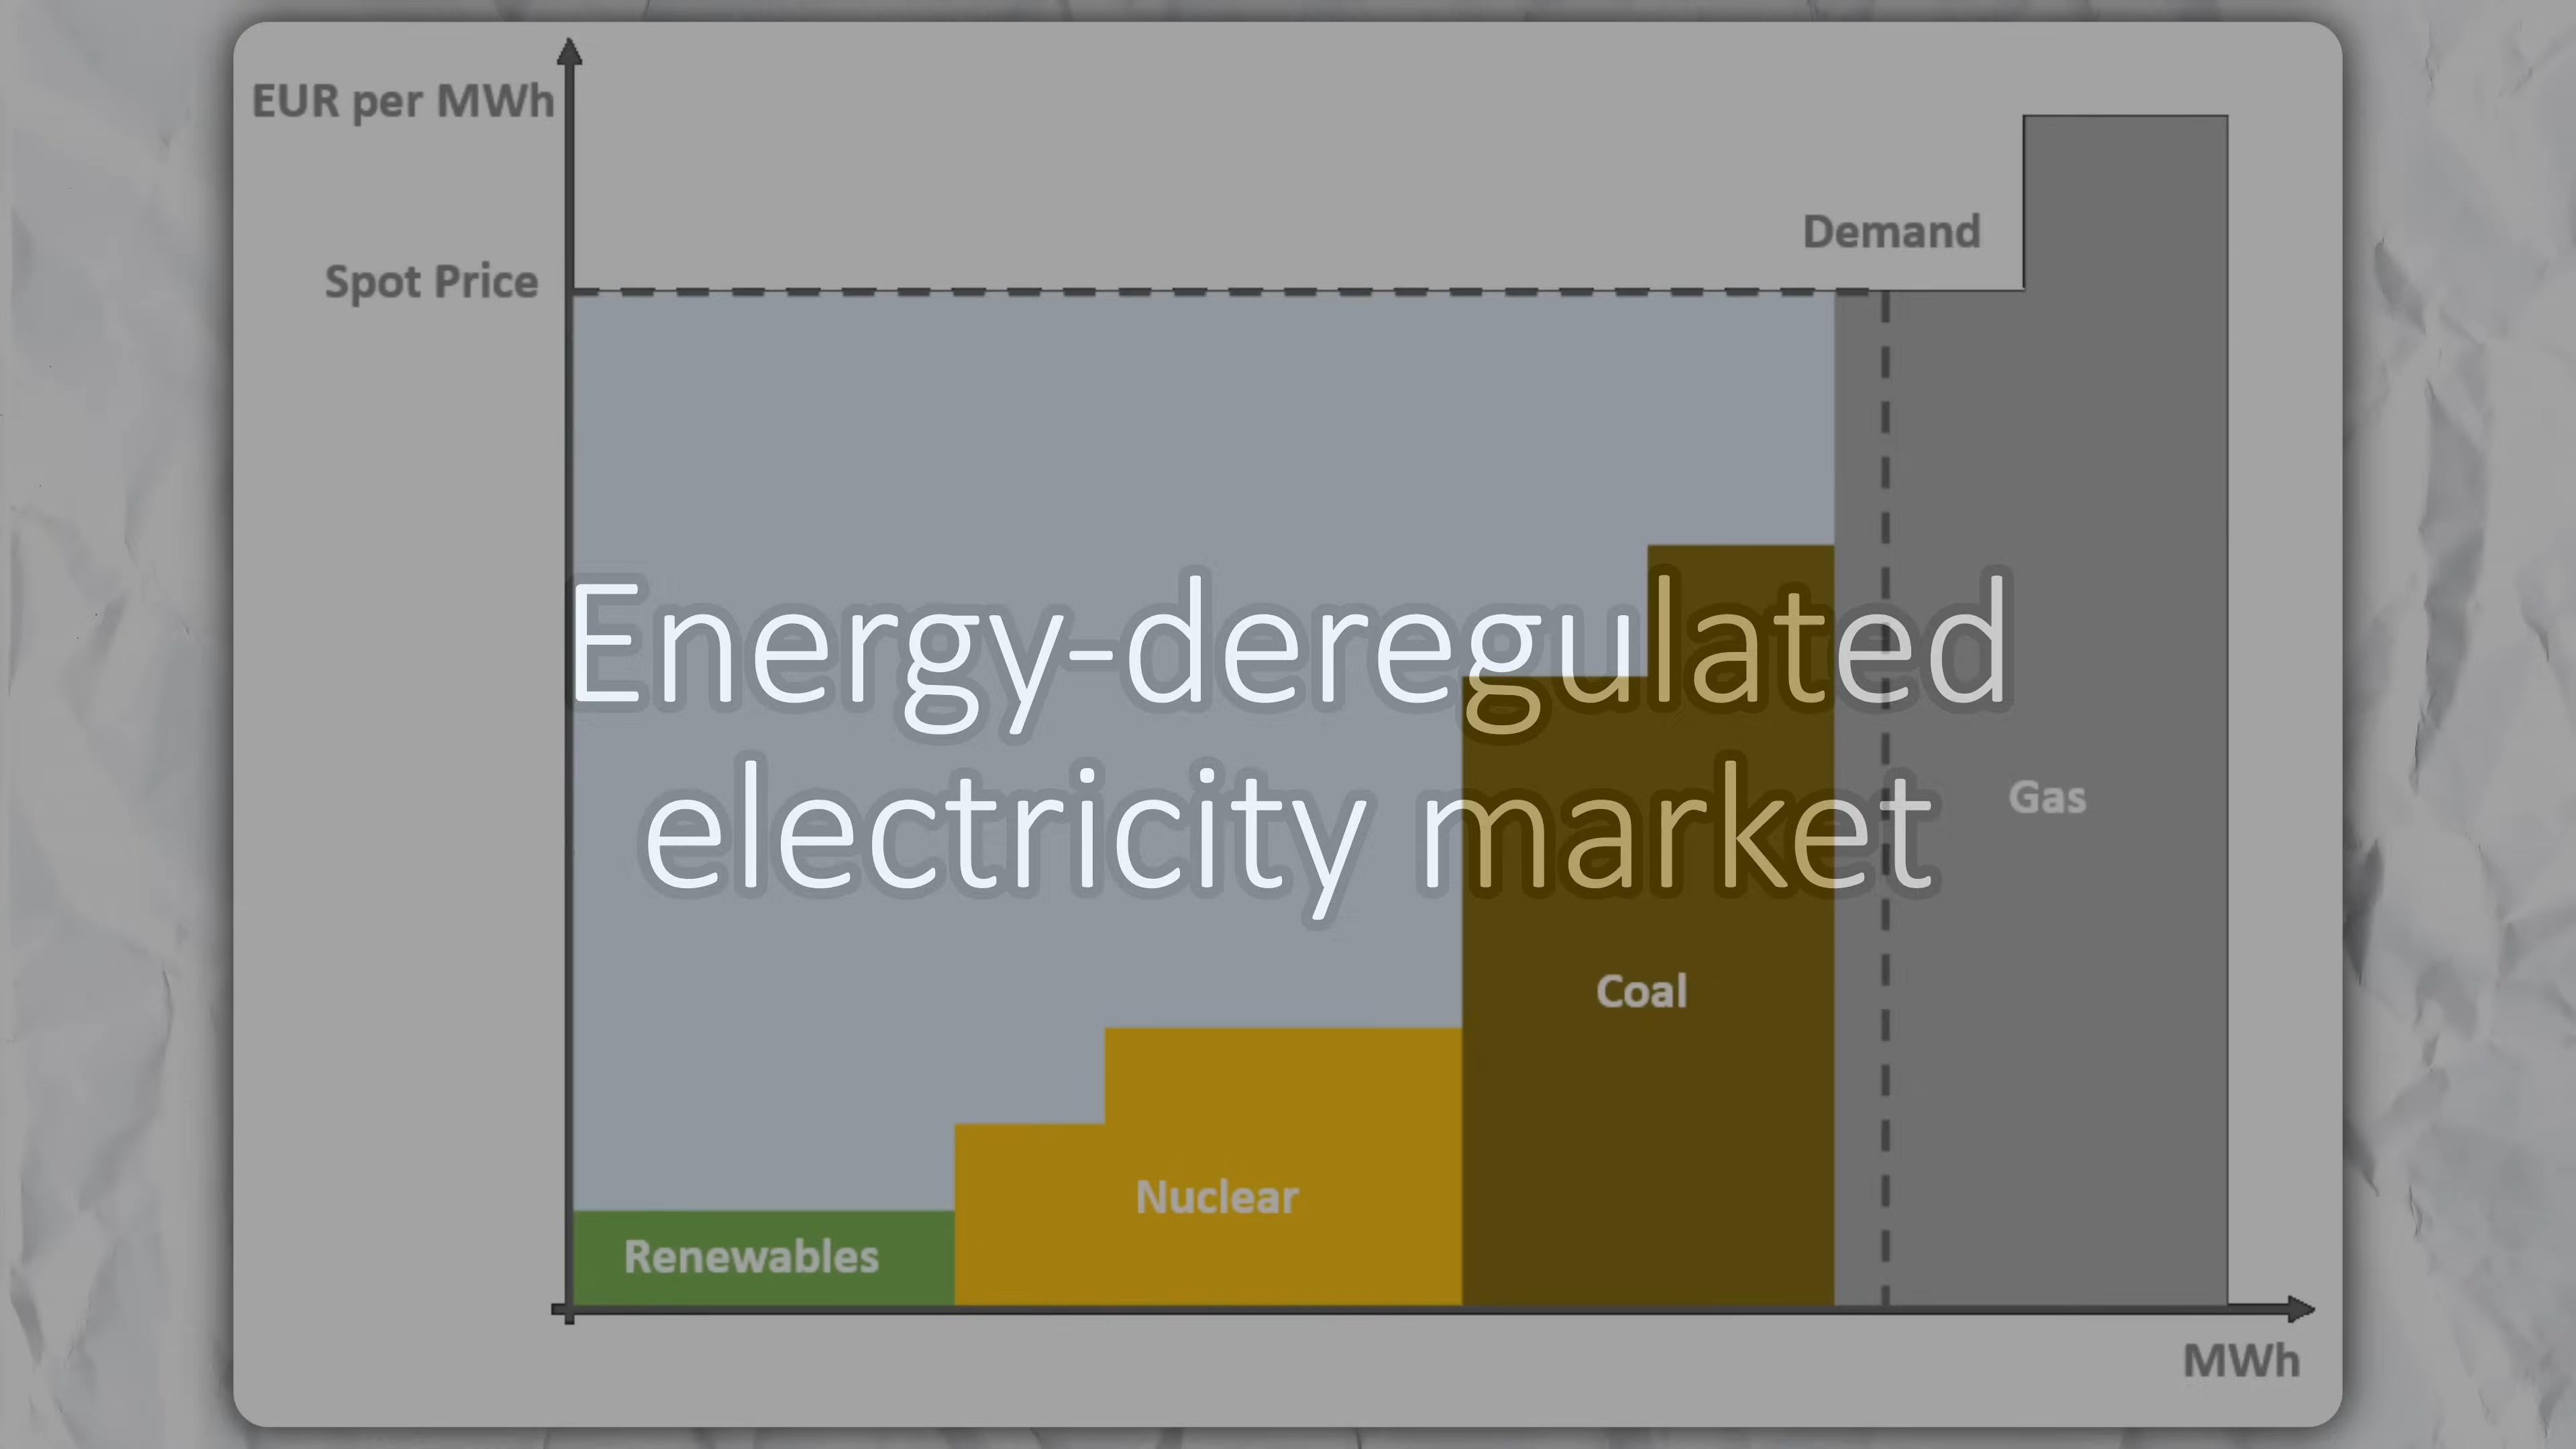 EUR per MWh
Demand
Spot Price
Energy-deregulated
electricity market
Gas
Coal
Nuclear
Renewables
MWh